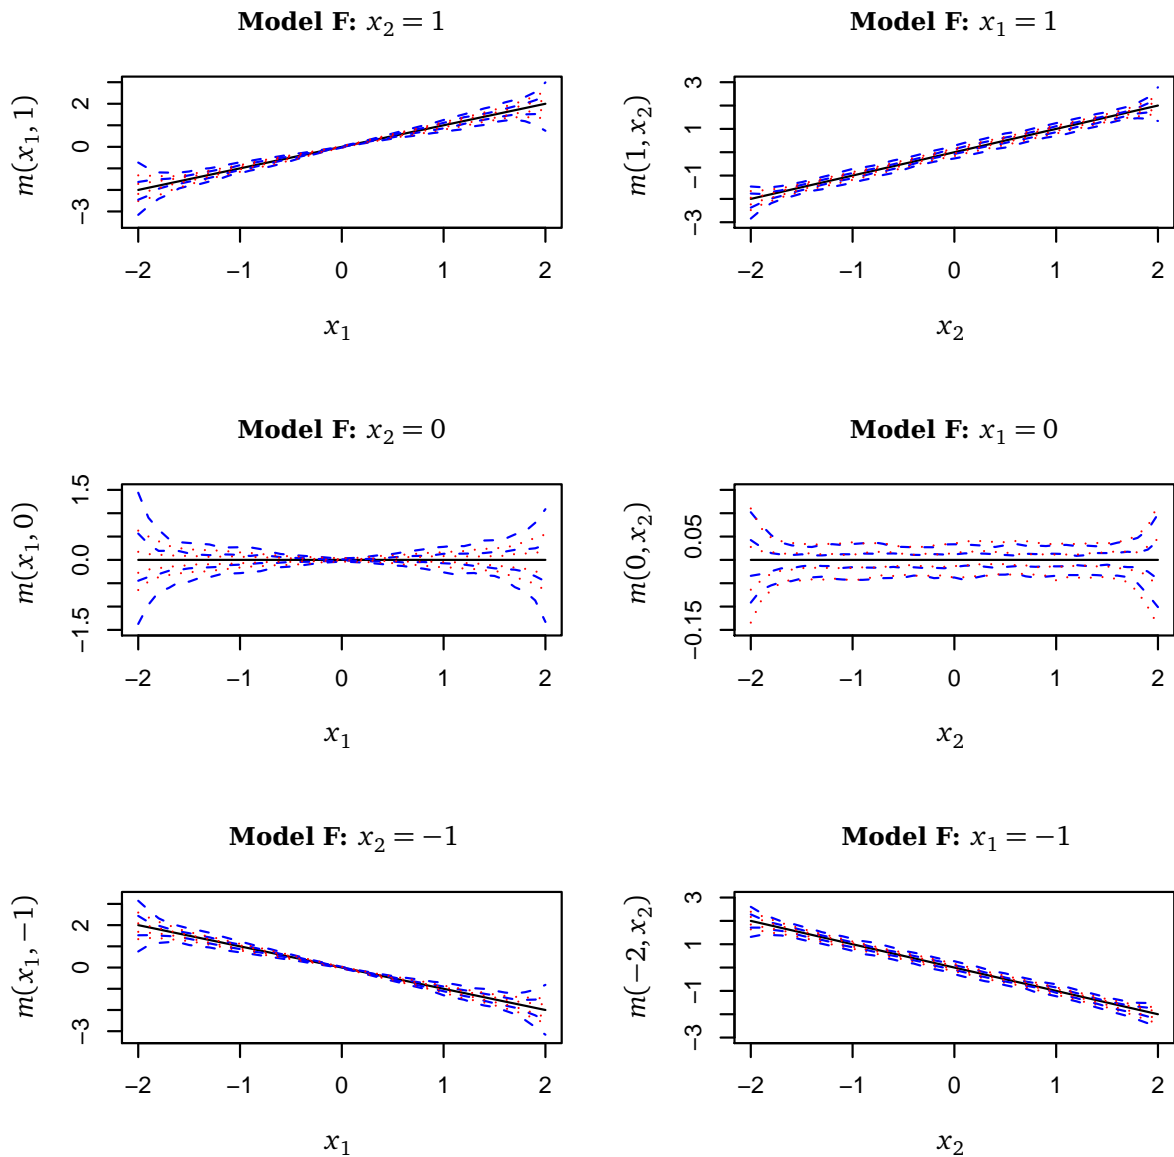 Model F: x₂ = 1
m(x₁, 1)
2
0
−3
−2 −1 0 1 2
x₁
Model F: x₁ = 1
m(1, x₂)
3
1
−1
−3
−2 −1 0 1 2
x₂
Model F: x₂ = 0
m(x₁, 0)
1.5
0.0
−1.5
−2 −1 0 1 2
x₁
Model F: x₁ = 0
m(0, x₂)
0.05
−0.15
−2 −1 0 1 2
x₂
Model F: x₂ = −1
m(x₁, −1)
2
0
−3
−2 −1 0 1 2
x₁
Model F: x₁ = −1
m(−2, x₂)
3
1
−1
−3
−2 −1 0 1 2
x₂